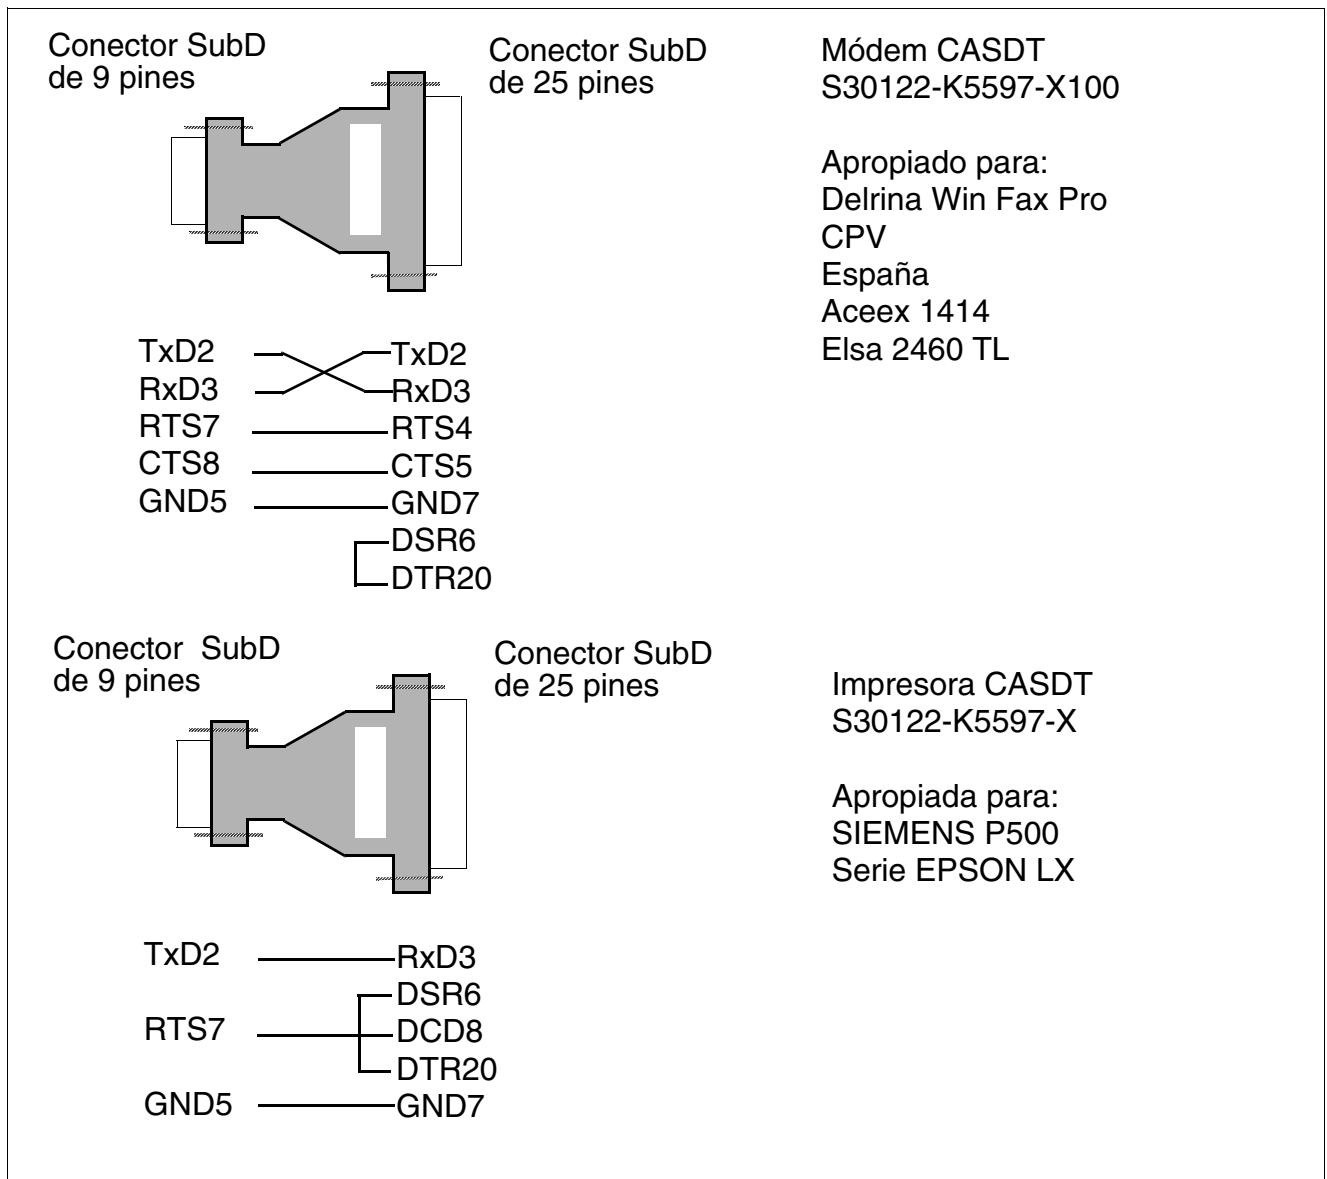 Conector SubD
de 9 pines
Conector SubD
de 25 pines
Módem CASDT
S30122-K5597-X100
Apropiado para:
Delrina Win Fax Pro
CPV
España
Aceex 1414
Elsa 2460 TL
TxD2
TxD2
RxD3
RxD3
RTS7
RTS4
CTS8
CTS5
GND5
GND7
DSR6
DTR20
Conector SubD
de 9 pines
Conector SubD
de 25 pines
Impresora CASDT
S30122-K5597-X
Apropiada para:
SIEMENS P500
Serie EPSON LX
TxD2
RxD3
DSR6
RTS7
DCD8
DTR20
GND5
GND7